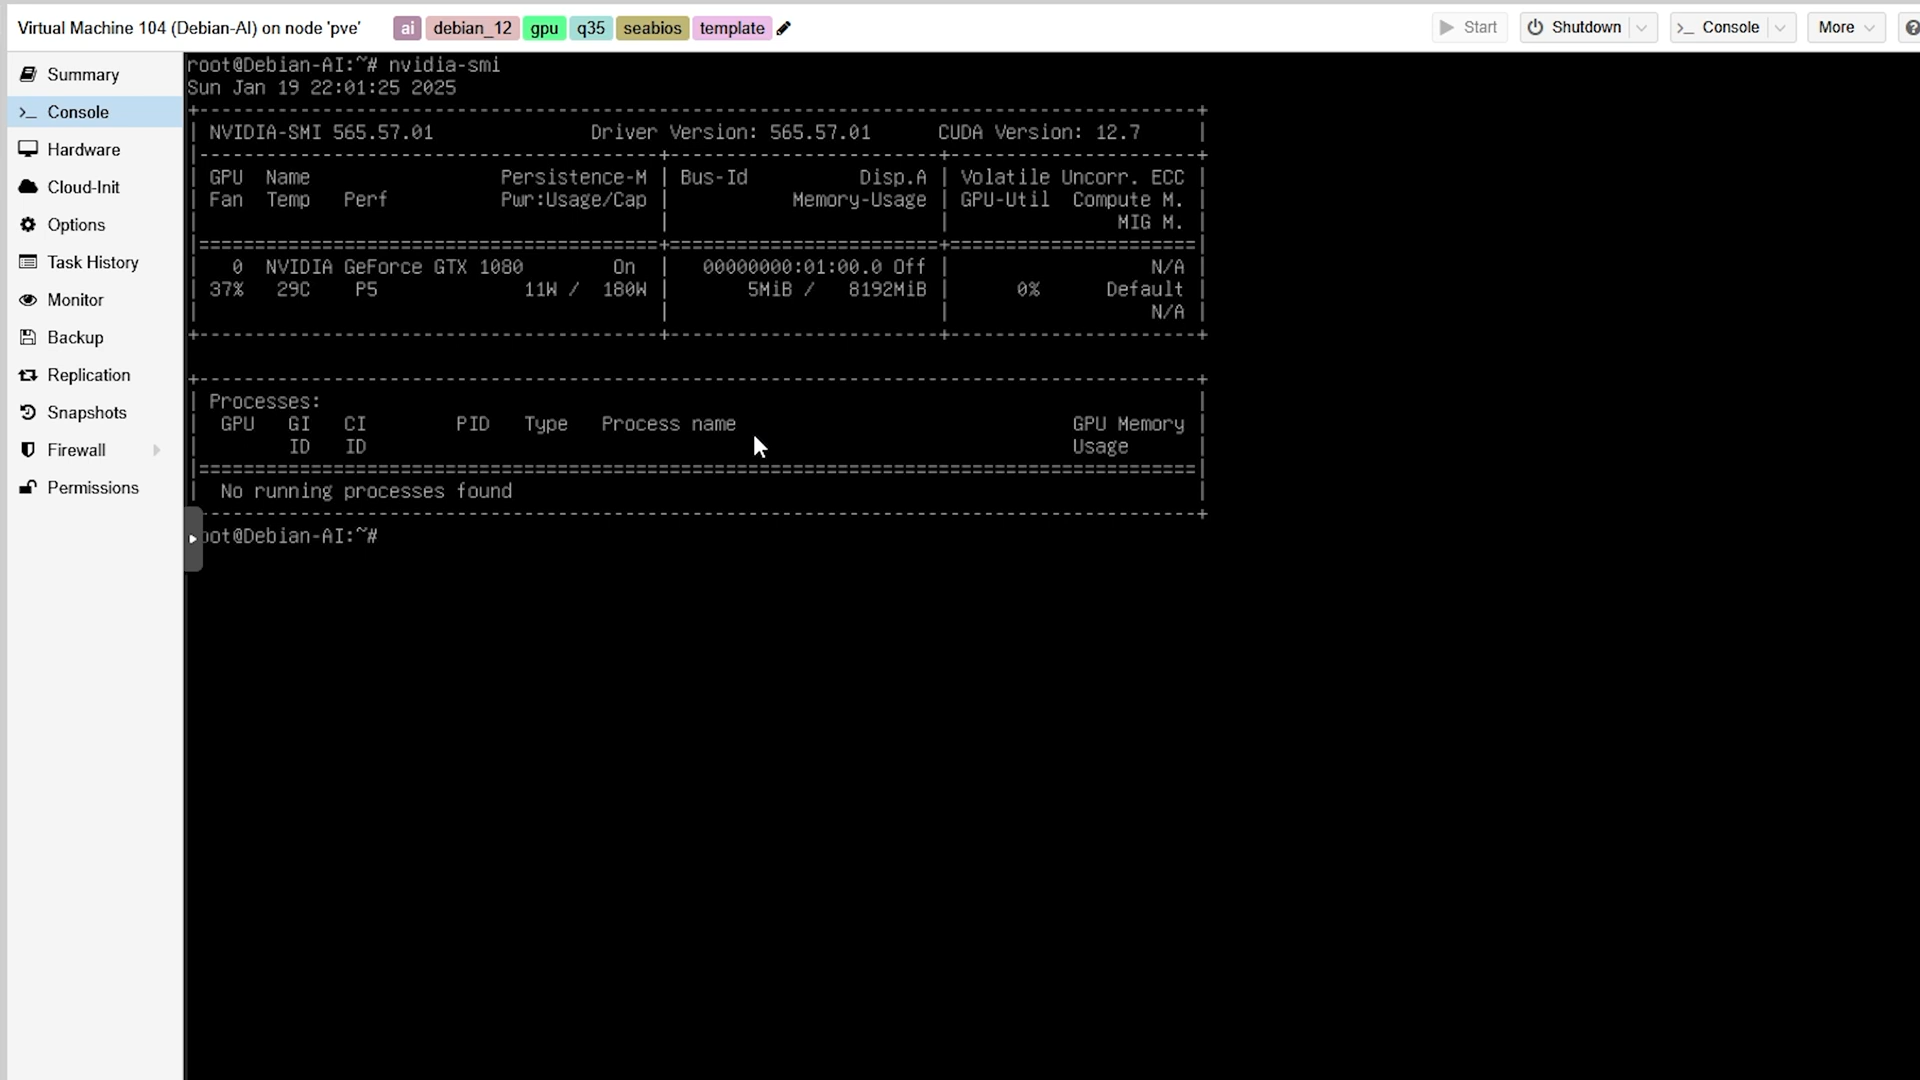 Virtual Machine 104 (Debian-AI) on node 'pve' ai debian_12 gpu q35 seabios template Start Shutdown Console More
Summary
Console
Hardware
Cloud-Init
Options
Task History
Monitor
Backup
Replication
Snapshots
Firewall
Permissions
root@Debian-AI:~# nvidia-smi
Sun Jan 19 22:01:25 2025
+-----------------------------------------------------------------------------------------+
| NVIDIA-SMI 565.57.01              Driver Version: 565.57.01      CUDA Version: 12.7     |
|-----------------------------------------+------------------------+----------------------+
| GPU  Name                 Persistence-M | Bus-Id          Disp.A | Volatile Uncorr. ECC |
| Fan  Temp   Perf          Pwr:Usage/Cap |           Memory-Usage | GPU-Util  Compute M. |
|                                         |                        |               MIG M. |
|=========================================+========================+======================|
|   0  NVIDIA GeForce GTX 1080        On  |   00000000:01:00.0 Off |                  N/A |
| 37%   29C    P5             11W /  180W |       5MiB /   8192MiB |      0%      Default |
|                                         |                        |                  N/A |
+-----------------------------------------+------------------------+----------------------+
+-----------------------------------------------------------------------------------------+
| Processes:                                                                              |
|  GPU   GI   CI        PID   Type   Process name                              GPU Memory |
|        ID   ID                                                               Usage      |
|=========================================================================================|
|  No running processes found                                                             |
+-----------------------------------------------------------------------------------------+
oot@Debian-AI:~#